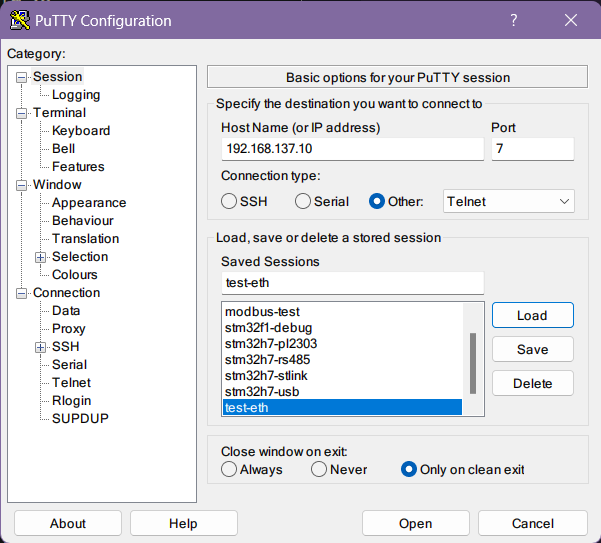 PuTTY Configuration
?
Category:
Session
Logging
Terminal
Keyboard
Bell
Features
Window
Appearance
Behaviour
Translation
Selection
Colours
Connection
Data
Proxy
SSH
Serial
Telnet
Rlogin
SUPDUP
Basic options for your PuTTY session
Specify the destination you want to connect to
Host Name (or IP address) Port
192.168.137.10 7
Connection type:
SSH Serial Other: Telnet
Load, save or delete a stored session
Saved Sessions
test-eth
modbus-test
stm32f1-debug
stm32h7-pl2303
stm32h7-rs485
stm32h7-stlink
stm32h7-usb
test-eth
Load
Save
Delete
Close window on exit:
Always Never Only on clean exit
About Help Open Cancel